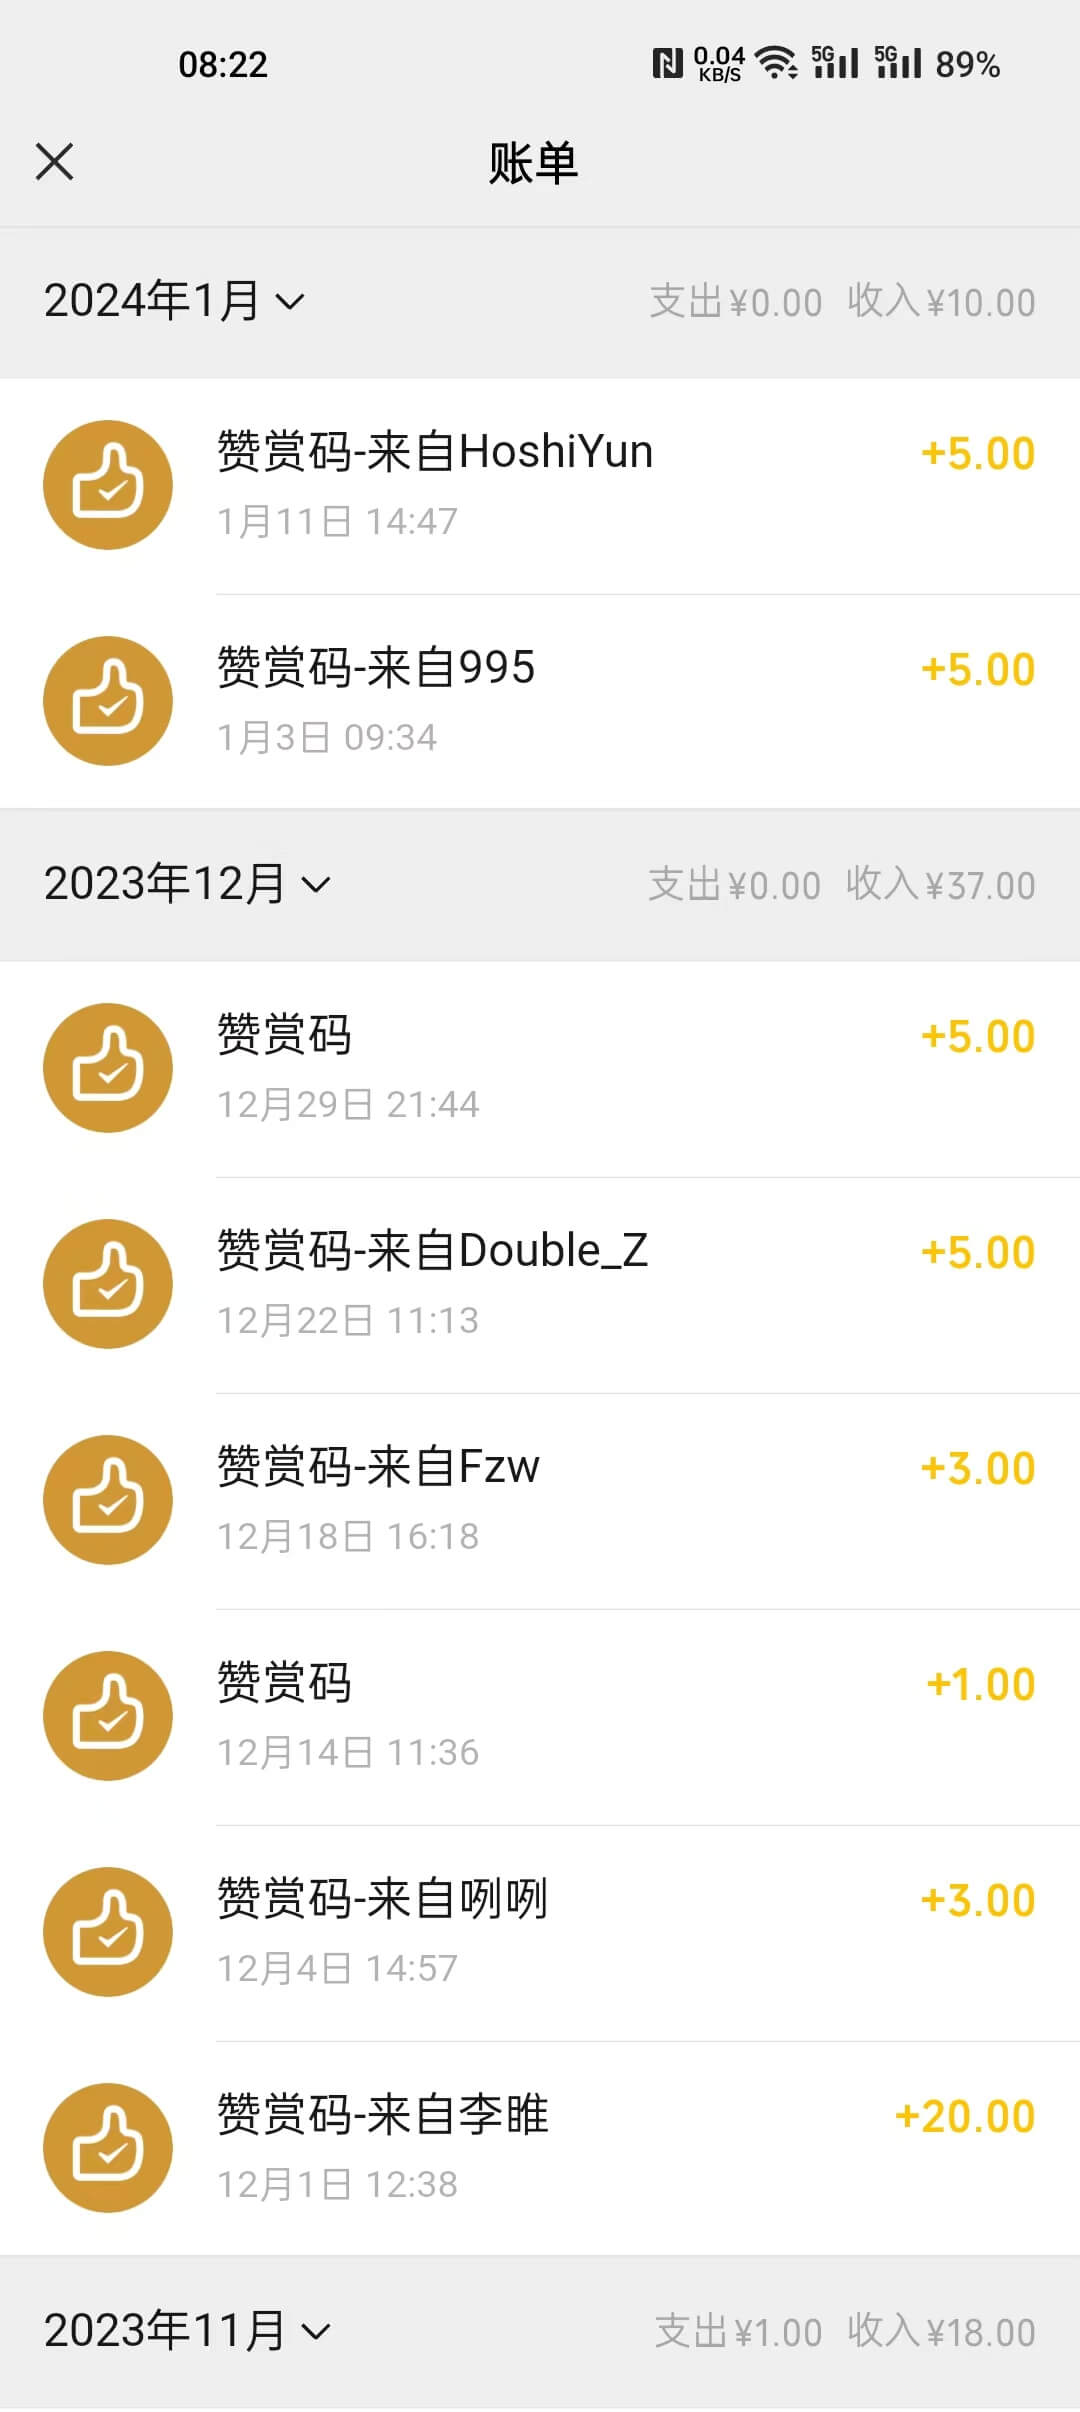 08:22 0.04 KB/S 5G 5G 89%
账单
2024年1月 支出¥0.00 收入¥10.00
赞赏码-来自HoshiYun +5.00
1月11日 14:47
赞赏码-来自995 +5.00
1月3日 09:34
2023年12月 支出¥0.00 收入¥37.00
赞赏码 +5.00
12月29日 21:44
赞赏码-来自Double_Z +5.00
12月22日 11:13
赞赏码-来自Fzw +3.00
12月18日 16:18
赞赏码 +1.00
12月14日 11:36
赞赏码-来自咧咧 +3.00
12月4日 14:57
赞赏码-来自李睢 +20.00
12月1日 12:38
2023年11月 支出¥1.00 收入¥18.00